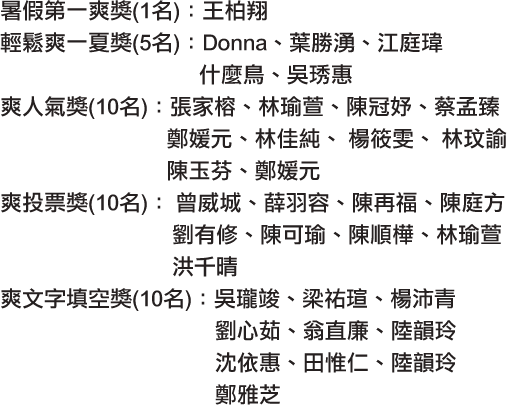 暑假第一爽獎(1名)：王柏翔
輕鬆爽一夏獎(5名)：Donna、葉勝湧、江庭瑋
什麼鳥、吳琇惠
爽人氣獎(10名)：張家榕、林瑜萱、陳冠妤、蔡孟臻
鄭媛元、林佳純、 楊筱雯、 林玟諭
陳玉芬、鄭媛元
爽投票獎(10名)： 曾威城、薛羽容、陳再福、陳庭方
劉有修、陳可瑜、陳順樺、林瑜萱
洪千晴
爽文字填空獎(10名)：吳瓏竣、梁祐瑄、楊沛青
劉心茹、翁直廉、陸韻玲
沈依惠、田惟仁、陸韻玲
鄭雅芝